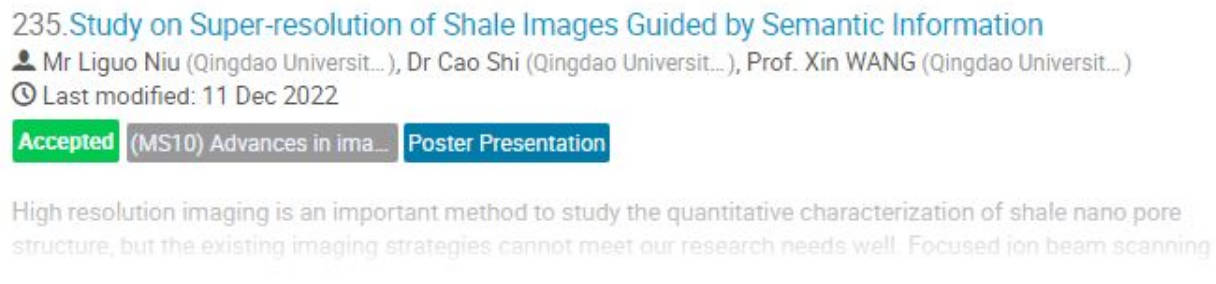 235.Study on Super-resolution of Shale Images Guided by Semantic Information
Mr Liguo Niu (Qingdao Universit...), Dr Cao Shi (Qingdao Universit...), Prof. Xin WANG (Qingdao Universit...)
Last modified: 11 Dec 2022
Accepted (MS10) Advances in ima... Poster Presentation
High resolution imaging is an important method to study the quantitative characterization of shale nano pore
structure, but the existing imaging strategies cannot meet our research needs well. Focused ion beam scanning